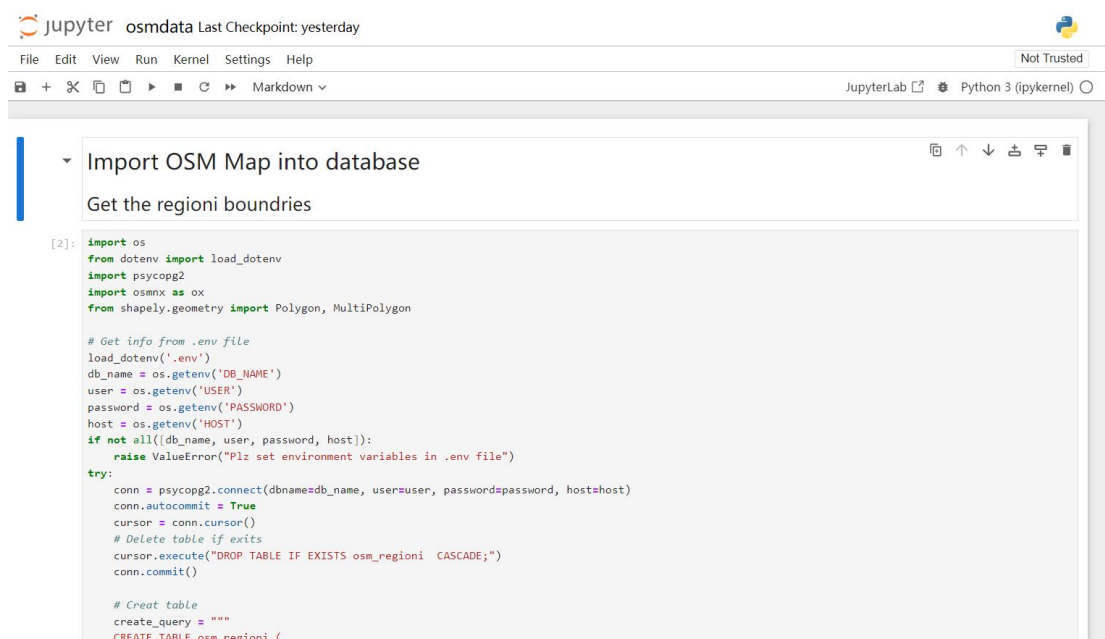 jupyter osmdata Last Checkpoint: yesterday
File Edit View Run Kernel Settings Help
Not Trusted
Markdown
JupyterLab
Python 3 (ipykernel)
Import OSM Map into database
Get the regioni boundries
[2]:
import os
from dotenv import load_dotenv
import psycopg2
import osmnx as ox
from shapely.geometry import Polygon, MultiPolygon

# Get info from .env file
load_dotenv('.env')
db_name = os.getenv('DB_NAME')
user = os.getenv('USER')
password = os.getenv('PASSWORD')
host = os.getenv('HOST')
if not all([db_name, user, password, host]):
    raise ValueError("Plz set environment variables in .env file")
try:
    conn = psycopg2.connect(dbname=db_name, user=user, password=password, host=host)
    conn.autocommit = True
    cursor = conn.cursor()
    # Delete table if exits
    cursor.execute("DROP TABLE IF EXISTS osm_regioni  CASCADE;")
    conn.commit()

    # Creat table
    create_query = """
    CREATE TABLE osm_regioni (